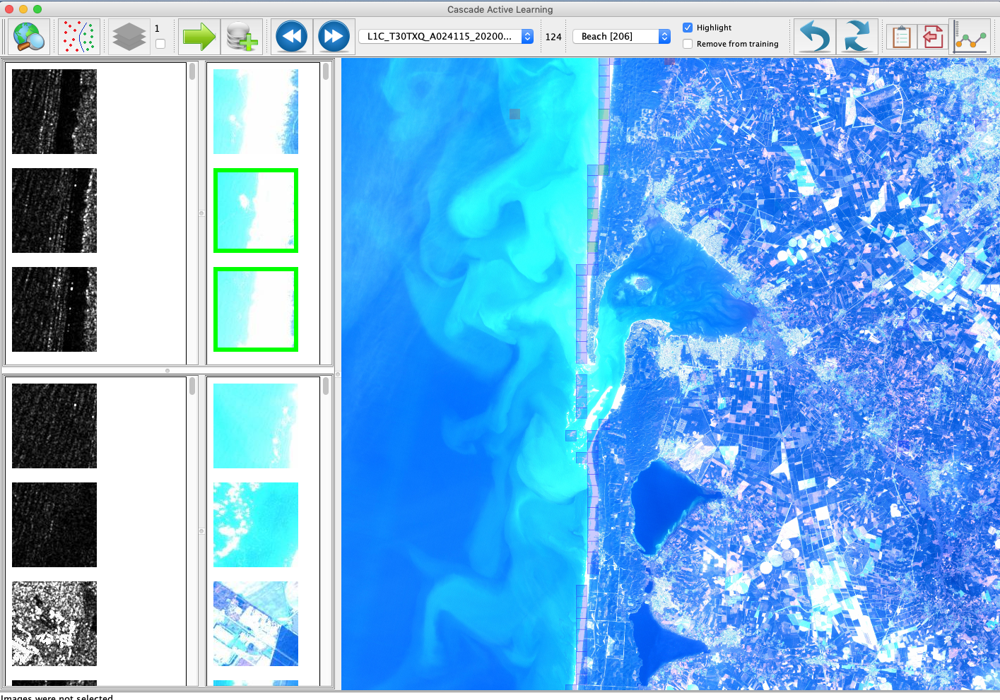 Cascade Active Learning
1
L1C_T30TXQ_A024115_20200...
124
Beach [206]
Highlight
Remove from training
Images were not selected